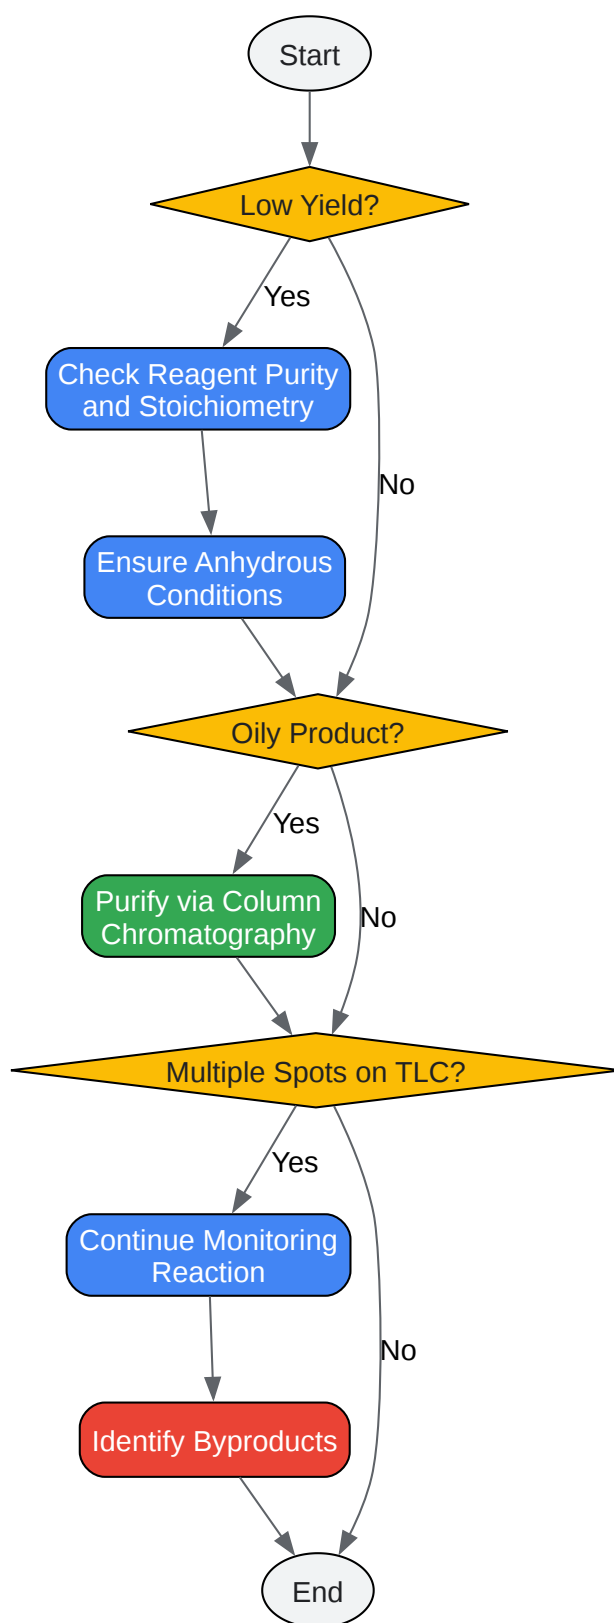 Start
Low Yield?
Yes
Check Reagent Purity
and Stoichiometry
No
Ensure Anhydrous
Conditions
Oily Product?
Yes
Purify via Column
Chromatography
No
Multiple Spots on TLC?
Yes
Continue Monitoring
Reaction
No
Identify Byproducts
End